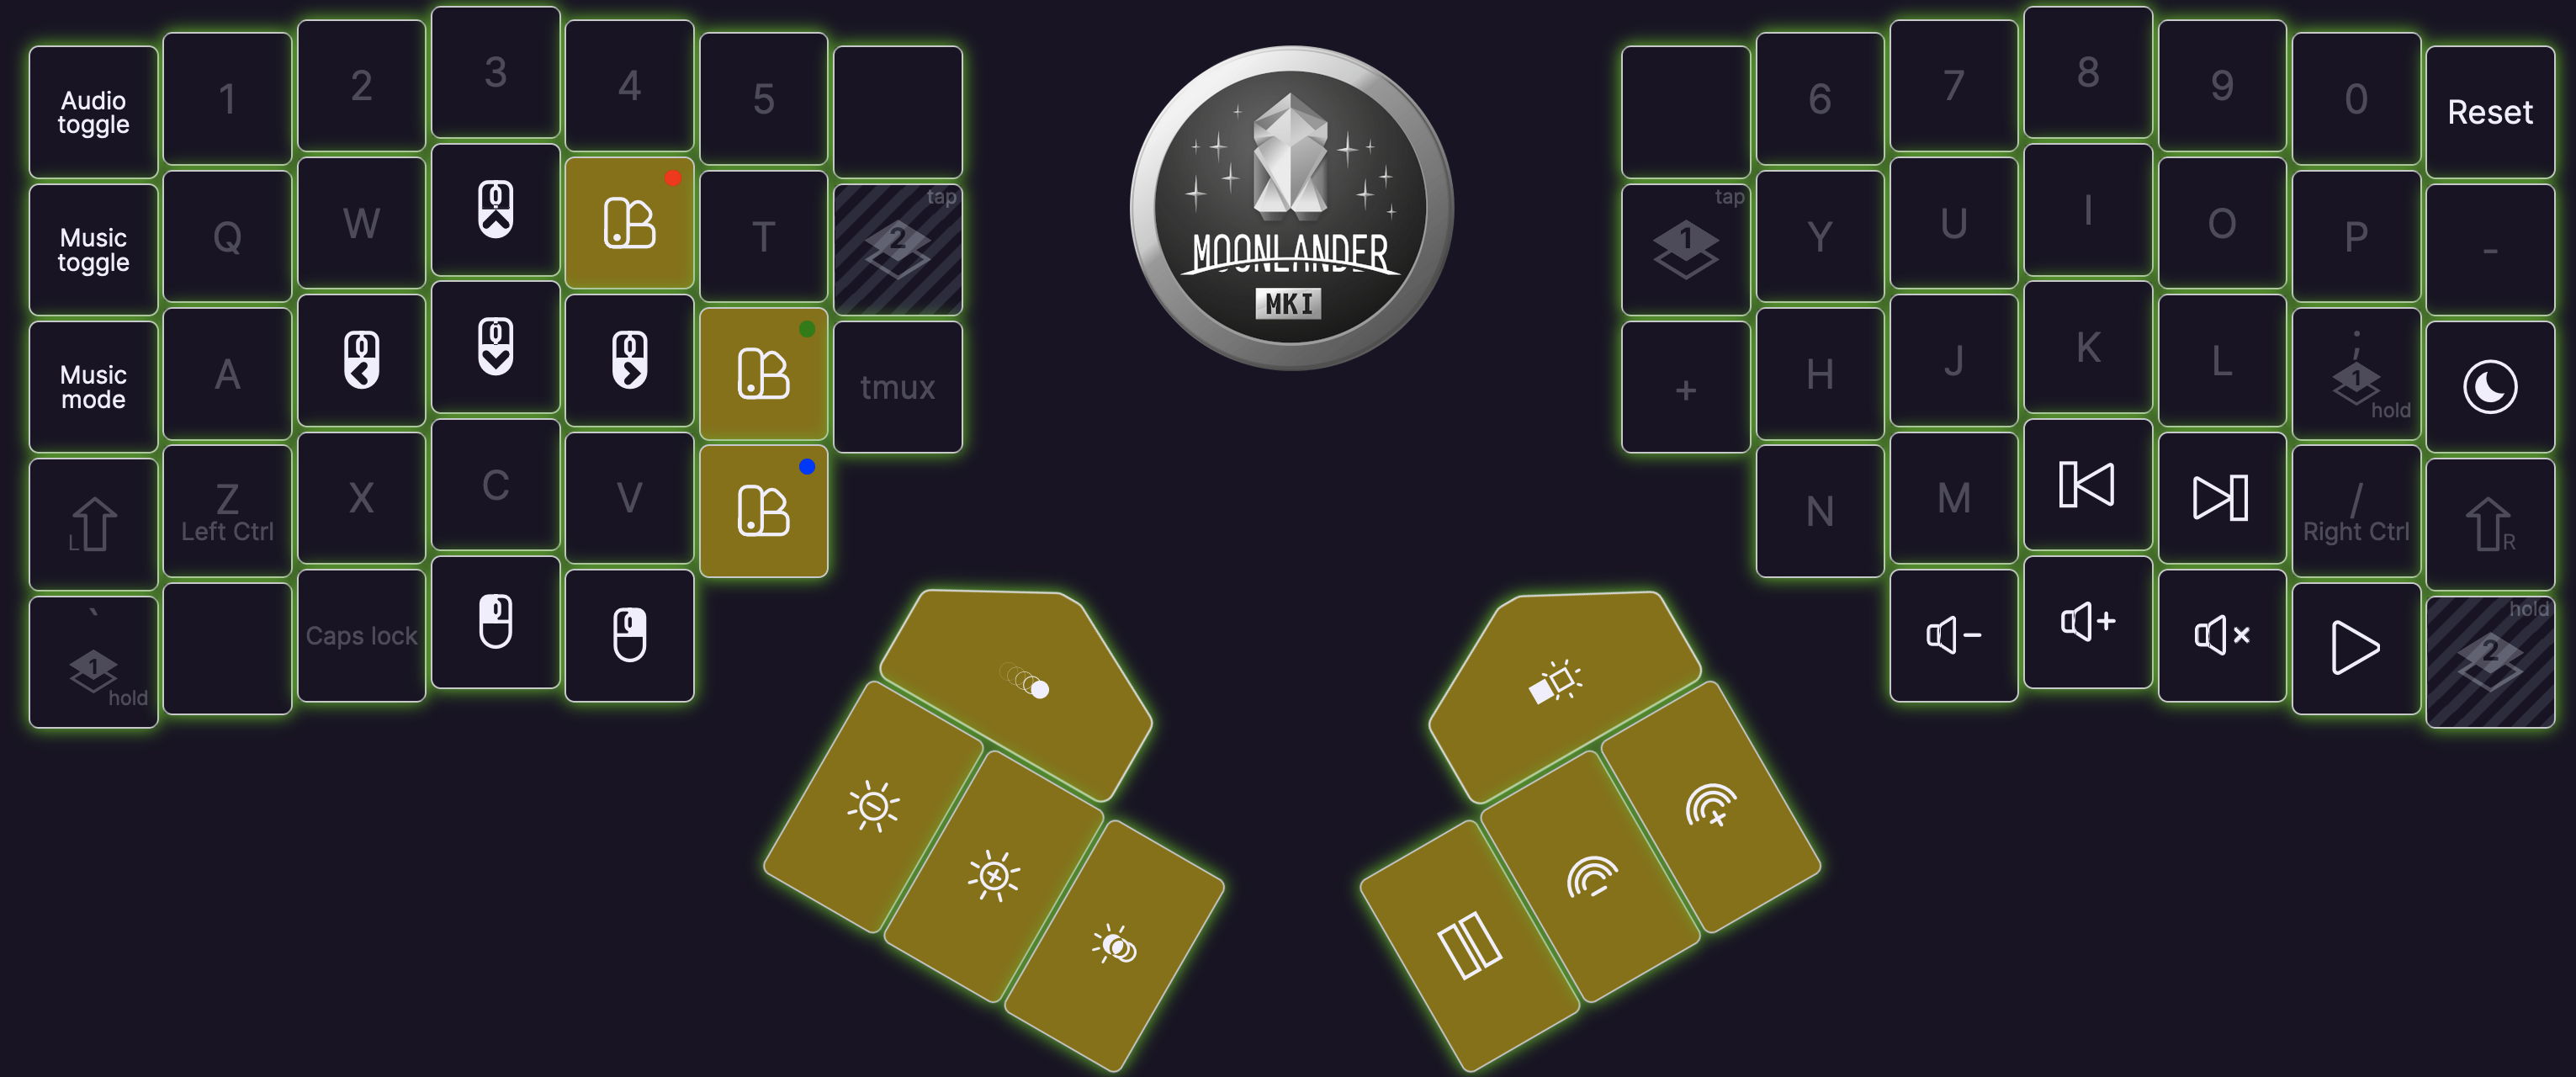 Audio
toggle
1
2
3
4
5
6
7
8
9
0
Reset
Music
toggle
Q
W
T
tap
2
MOONLANDER
MKI
tap
1
Y
U
I
O
P
-
Music
mode
A
tmux
+
H
J
K
L
;
1
hold
L
Z
Left Ctrl
X
C
V
N
M
/
Right Ctrl
R
`
1
hold
Caps lock
hold
2